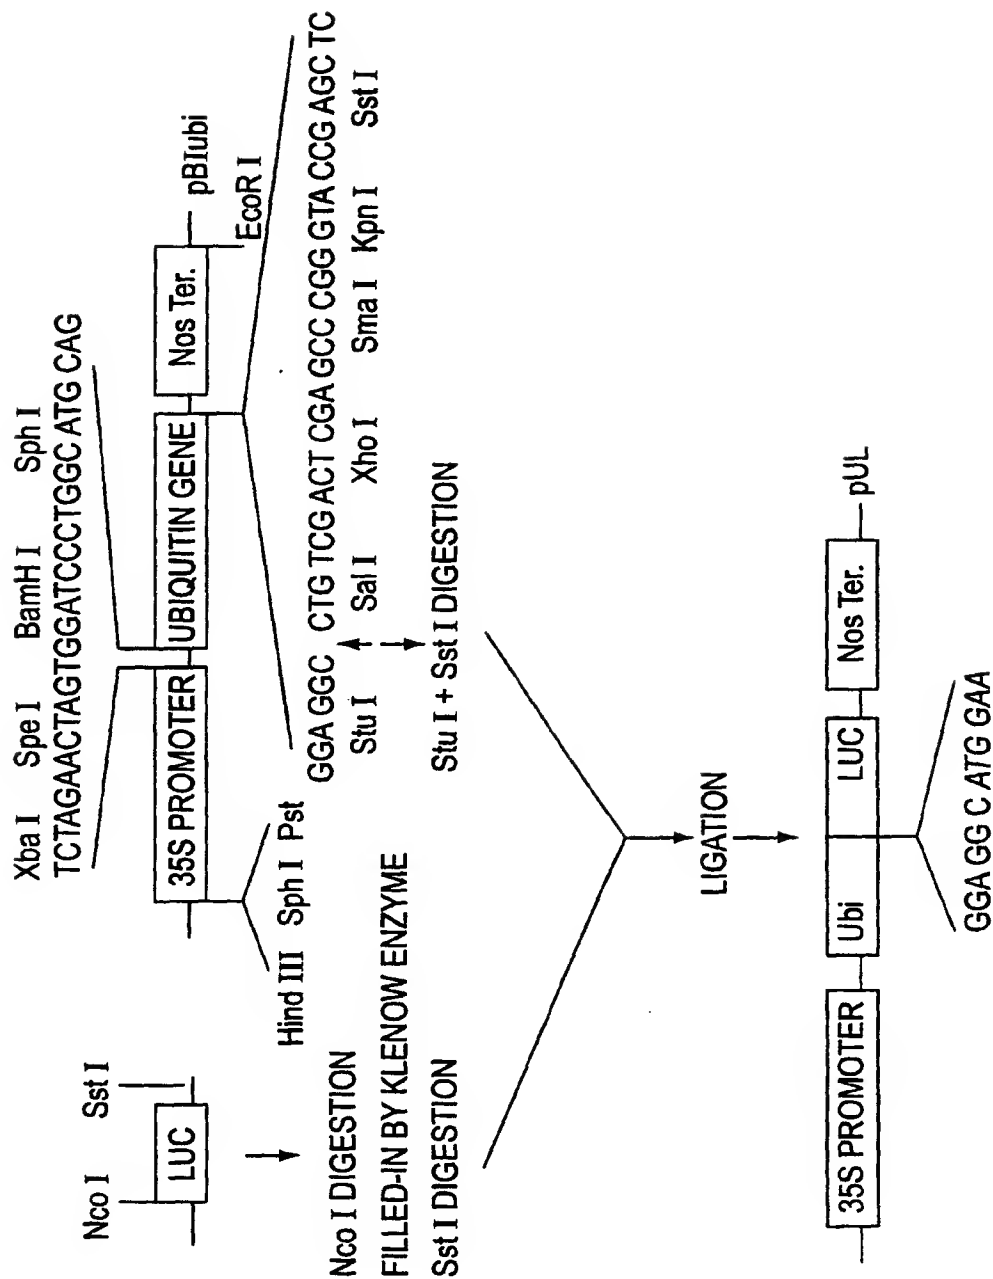 Nco I Sst I
LUC
Nco I DIGESTION
FILLED-IN BY KLENOW ENZYME
Sst I DIGESTION
Xba I Spe I BamH I Sph I
TCTAGAACTAGTGGATCCCTGGC ATG CAG
35S PROMOTER UBIQUITIN GENE Nos Ter. pBIubi
EcoR I
Hind III Sph I Pst
GGA GGC CTG TCG ACT CGA GCC CGG GTA CCG AGC TC
Stu I Sal I Xho I Sma I Kpn I Sst I
Stu I + Sst I DIGESTION
LIGATION
35S PROMOTER Ubi LUC Nos Ter. pUL
GGA GG C ATG GAA